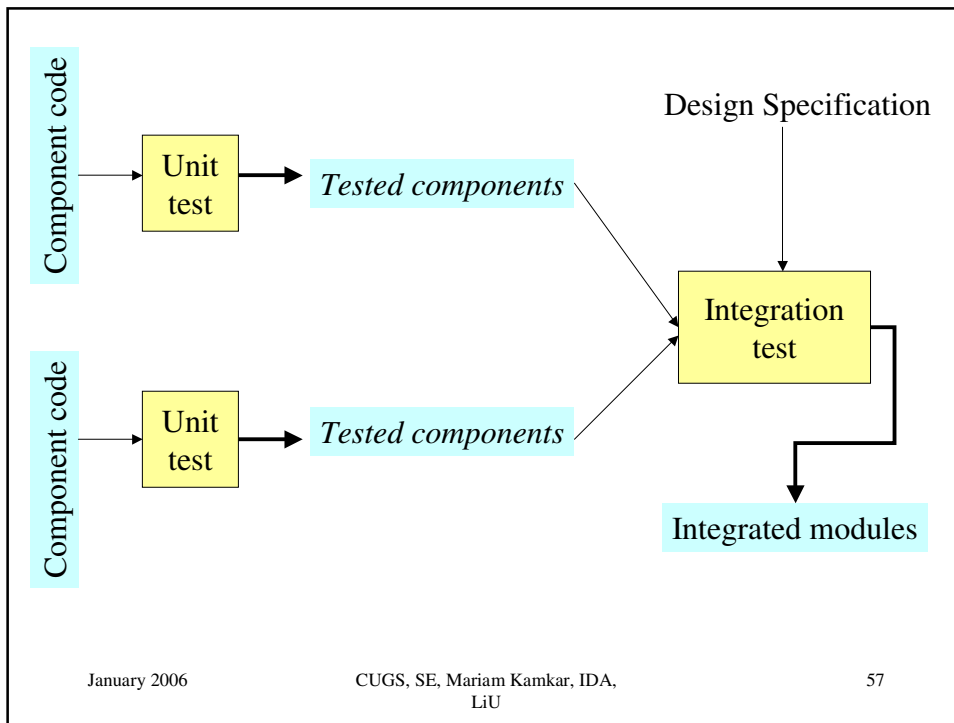 Component code
Unit
test
Tested components
Design Specification
Integration
test
Component code
Unit
test
Tested components
Integrated modules
January 2006
CUGS, SE, Mariam Kamkar, IDA,
LiU
57